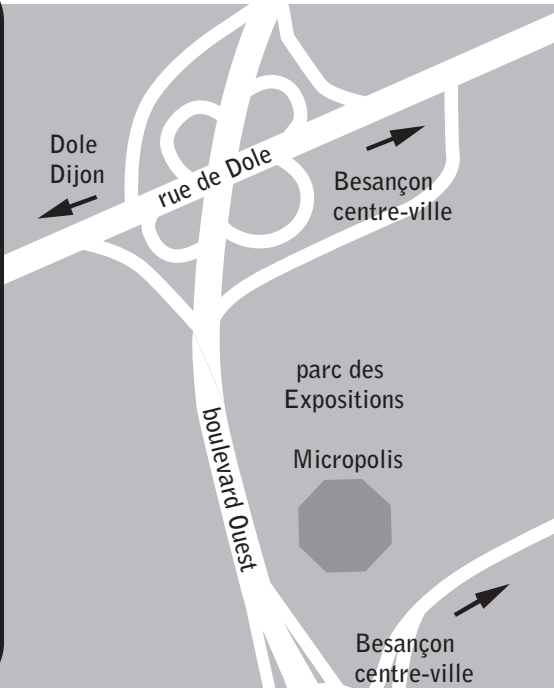 Dole
Dijon
rue de Dole
Besançon
centre-ville
parc des
Expositions
Micropolis
boulevard Ouest
Besançon
centre-ville